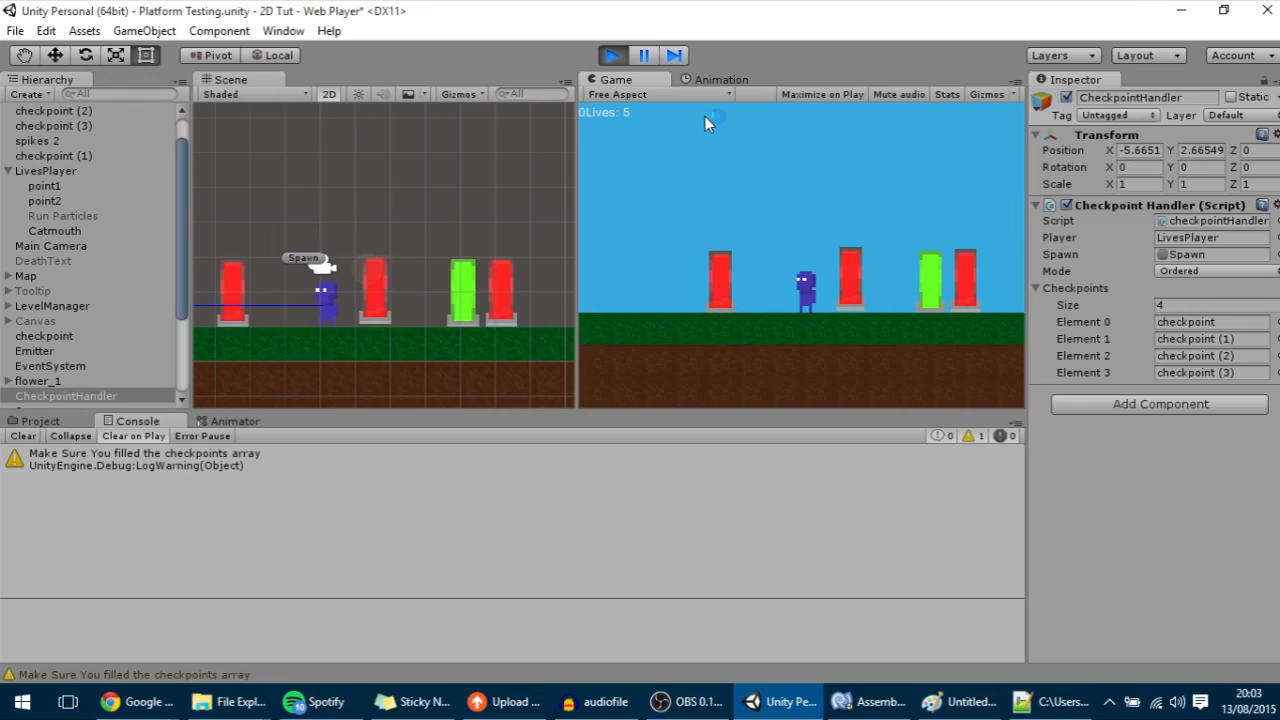 Unity Personal (64bit) - Platform Testing.unity - 2D Tut - Web Player* <DX11>
File Edit Assets GameObject Component Window Help
Pivot Local Layers Layout Account
Hierarchy
Create All
checkpoint (2)
checkpoint (3)
spikes 2
checkpoint (1)
LivesPlayer
point1
point2
Run Particles
Catmouth
Main Camera
DeathText
Map
Tooltip
LevelManager
Canvas
checkpoint
Emitter
EventSystem
flower_1
CheckpointHandler
Scene
Shaded 2D Gizmos All
Spawn
Game Animation
Free Aspect Maximize on Play Mute audio Stats Gizmos
0Lives: 5
Inspector
CheckpointHandler Static
Tag Untagged Layer Default
Transform
Position X -5.6651 Y 2.66549 Z 0
Rotation X 0 Y 0 Z 0
Scale X 1 Y 1 Z 1
Checkpoint Handler (Script)
Script checkpointHandler
Player LivesPlayer
Spawn Spawn
Mode Ordered
Checkpoints
Size 4
Element 0 checkpoint
Element 1 checkpoint (1)
Element 2 checkpoint (2)
Element 3 checkpoint (3)
Add Component
Project Console Animator
Clear Collapse Clear on Play Error Pause 0 1 0
Make Sure You filled the checkpoints array
UnityEngine.Debug:LogWarning(Object)
Make Sure You filled the checkpoints array
Google ... File Expl... Spotify Sticky N... Upload ... audiofile OBS 0.1... Unity Pe... Assemb... Untitled... C:\Users...
20:03
13/08/2015